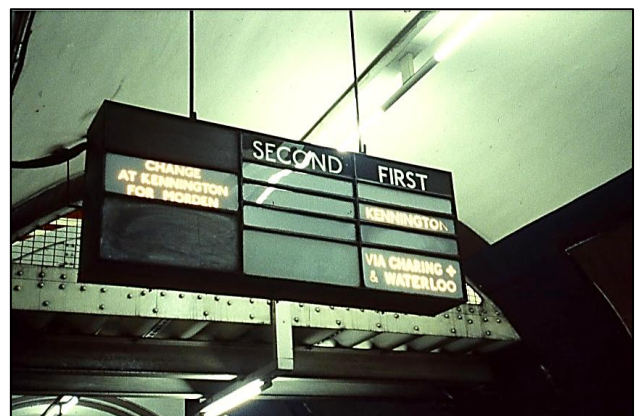 CHANGE
AT KENNINGTON
FOR MORDEN
SECOND
FIRST
KENNINGTON
VIA CHARING +
& WATERLOO